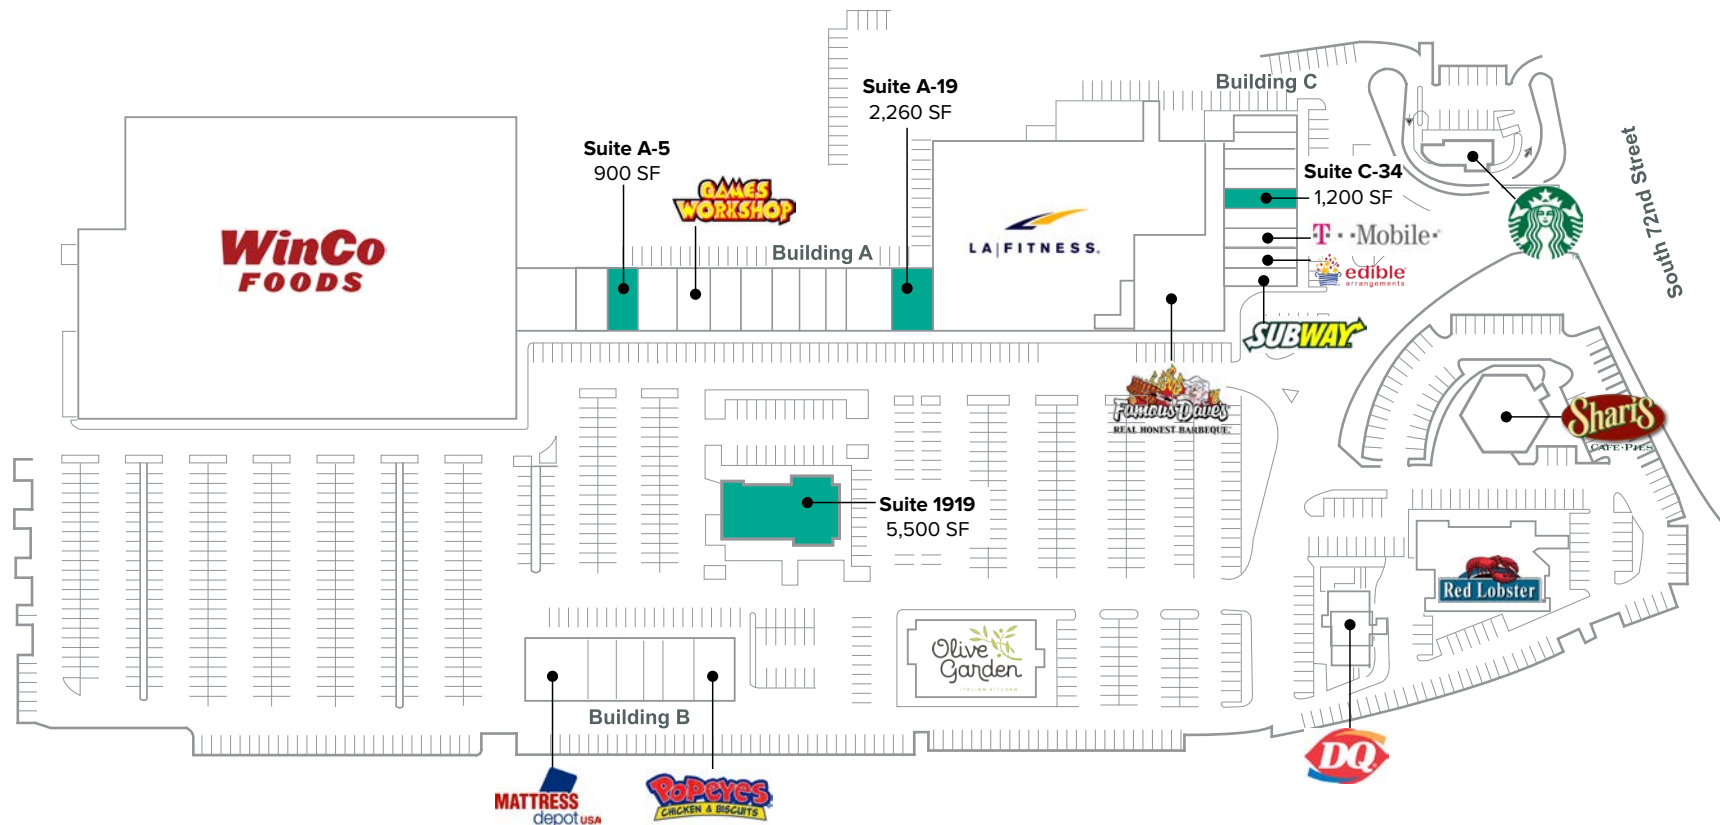 Building C
Suite A-19
2,260 SF
Suite A-5
900 SF
GAMES
WORKSHOP
Suite C-34
1,200 SF
South 72nd Street
WinCo
FOODS
Building A
LA|FITNESS.
T · · Mobile ·
edible
arrangements
SUBWAY
Famous Dave's
REAL HONEST BARBEQUE
Sharis
CAFE · PIES
Suite 1919
5,500 SF
Red Lobster
Olive
Garden
ITALIAN KITCHEN
Building B
DQ
MATTRESS
depot USA
POPEYES
CHICKEN & BISCUITS